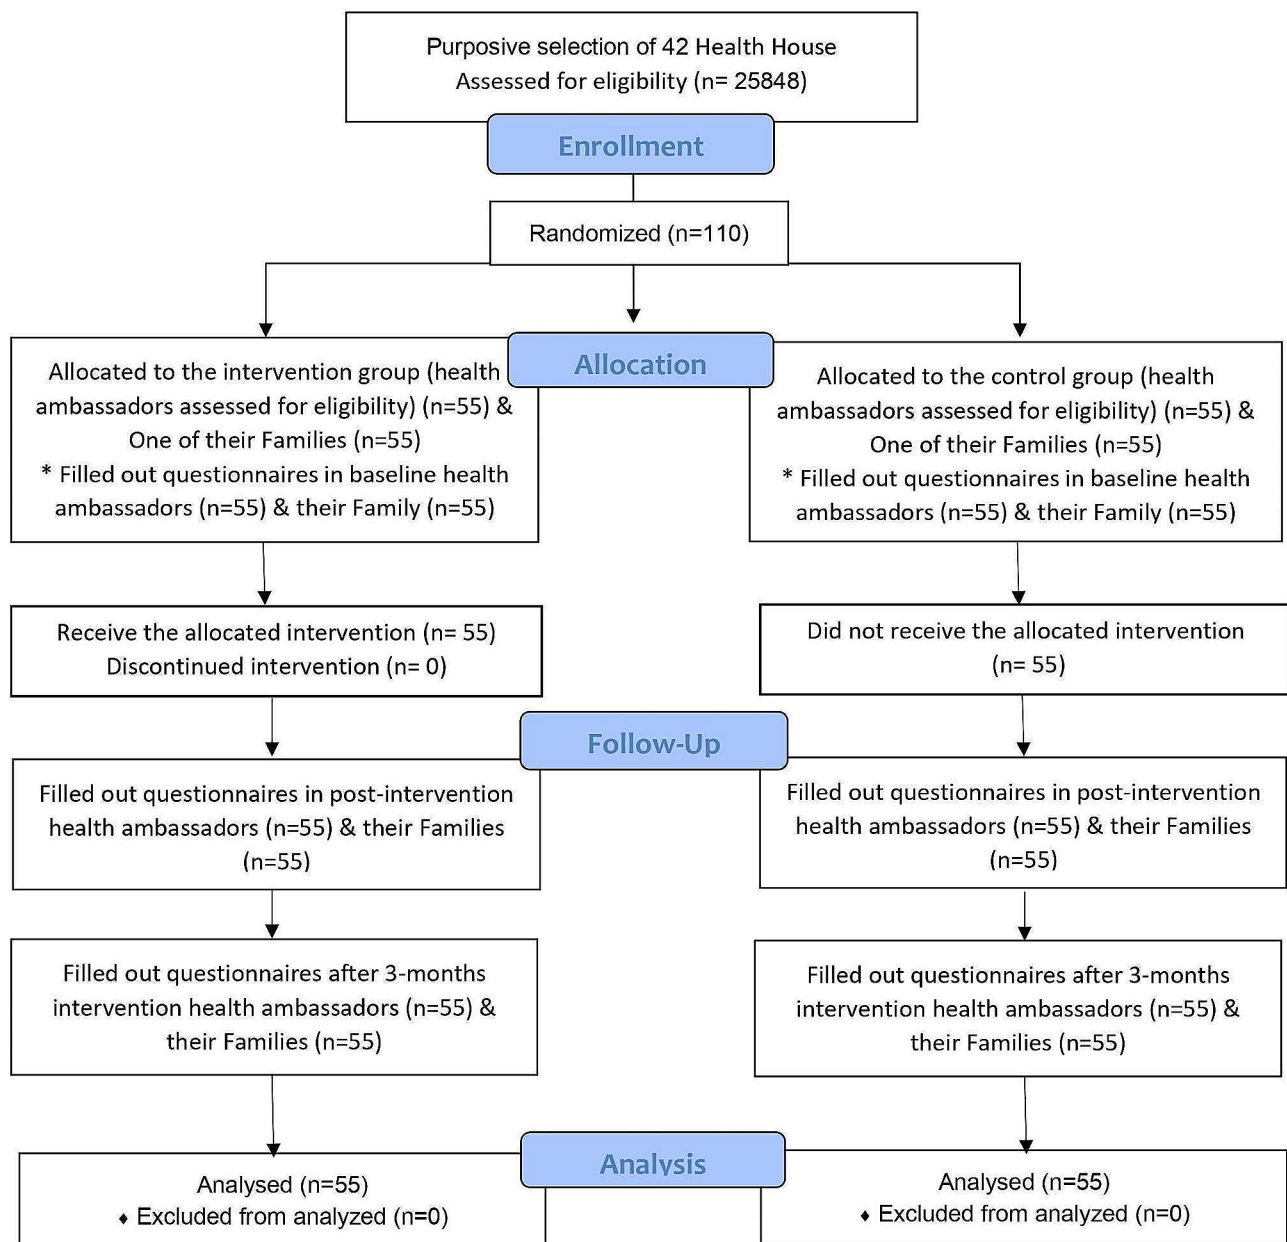 Purposive selection of 42 Health House
Assessed for eligibility (n= 25848)
Enrollment
Randomized (n=110)
Allocation
Allocated to the intervention group (health
ambassadors assessed for eligibility) (n=55) &
One of their Families (n=55)
* Filled out questionnaires in baseline health
ambassadors (n=55) & their Family (n=55)
Allocated to the control group (health
ambassadors assessed for eligibility) (n=55) &
One of their Families (n=55)
* Filled out questionnaires in baseline health
ambassadors (n=55) & their Family (n=55)
Receive the allocated intervention (n= 55)
Discontinued intervention (n= 0)
Did not receive the allocated intervention
(n= 55)
Follow-Up
Filled out questionnaires in post-intervention
health ambassadors (n=55) & their Families
(n=55)
Filled out questionnaires in post-intervention
health ambassadors (n=55) & their Families
(n=55)
Filled out questionnaires after 3-months
intervention health ambassadors (n=55) &
their Families (n=55)
Filled out questionnaires after 3-months
intervention health ambassadors (n=55) &
their Families (n=55)
Analysis
Analysed (n=55)
♦ Excluded from analyzed (n=0)
Analysed (n=55)
♦ Excluded from analyzed (n=0)